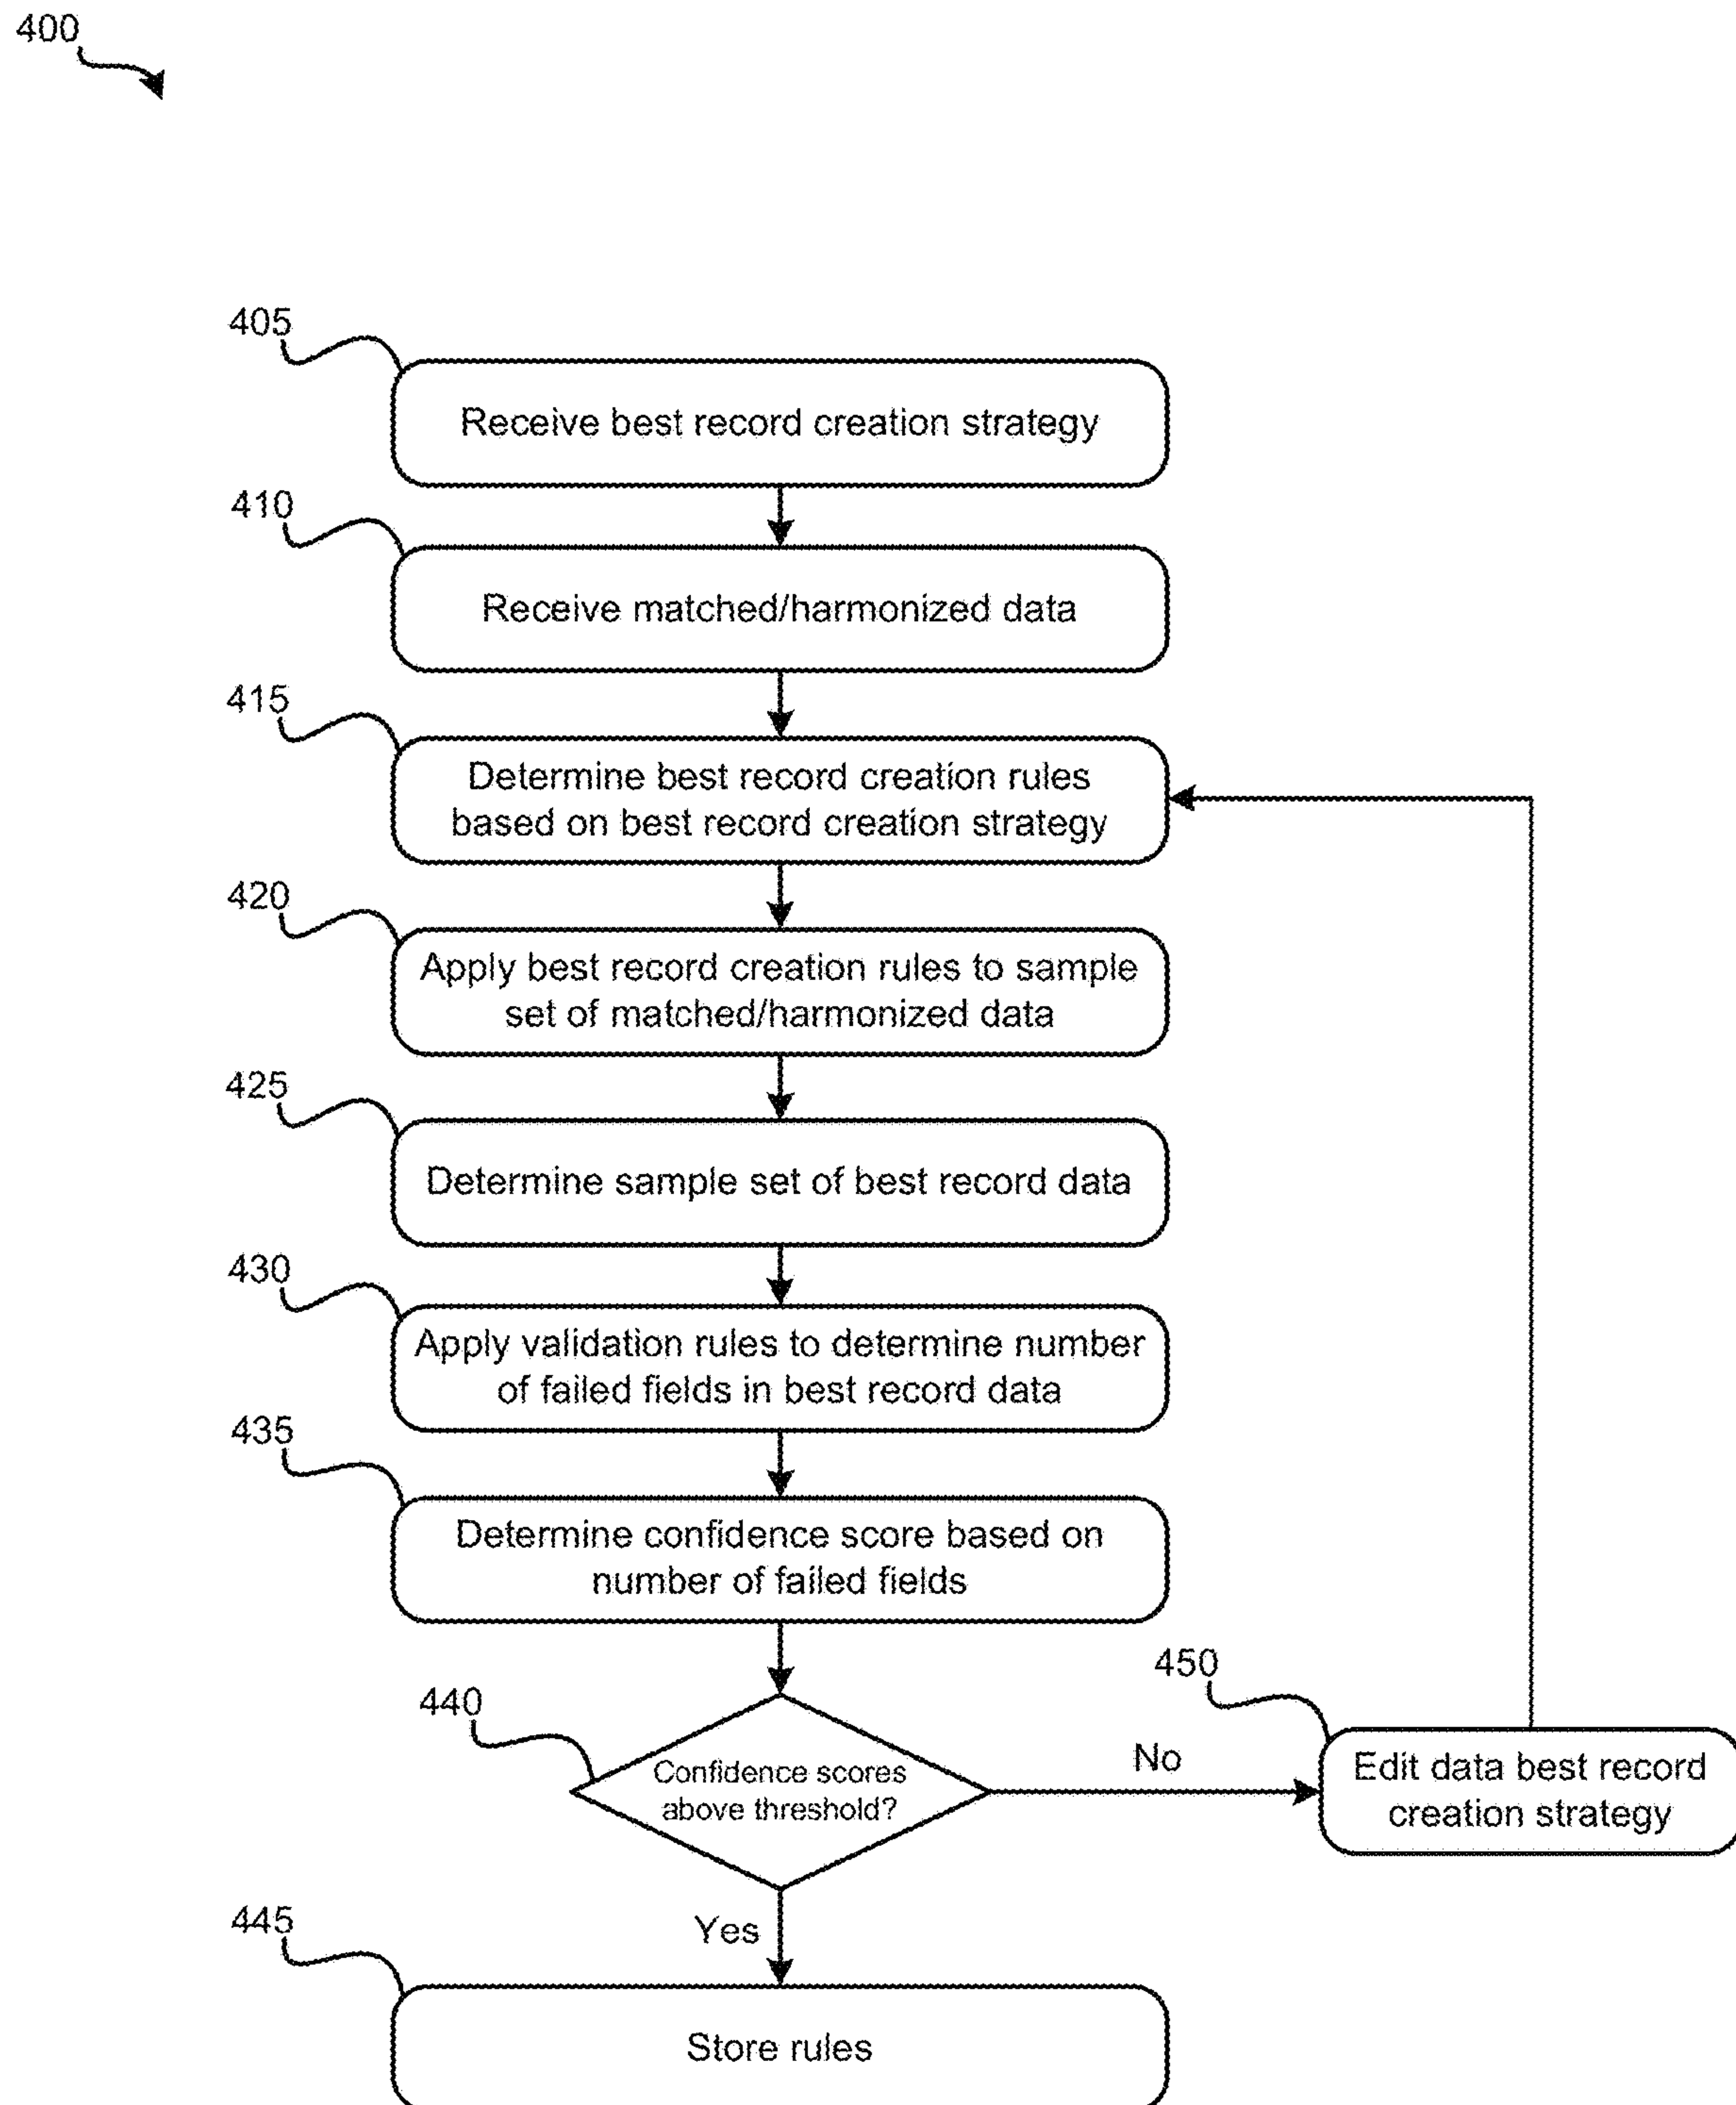 400
405
Receive best record creation strategy
410
Receive matched/harmonized data
415
Determine best record creation rules
based on best record creation strategy
420
Apply best record creation rules to sample
set of matched/harmonized data
425
Determine sample set of best record data
430
Apply validation rules to determine number
of failed fields in best record data
435
Determine confidence score based on
number of failed fields
440
Confidence scores
above threshold?
No
450
Edit data best record
creation strategy
Yes
445
Store rules